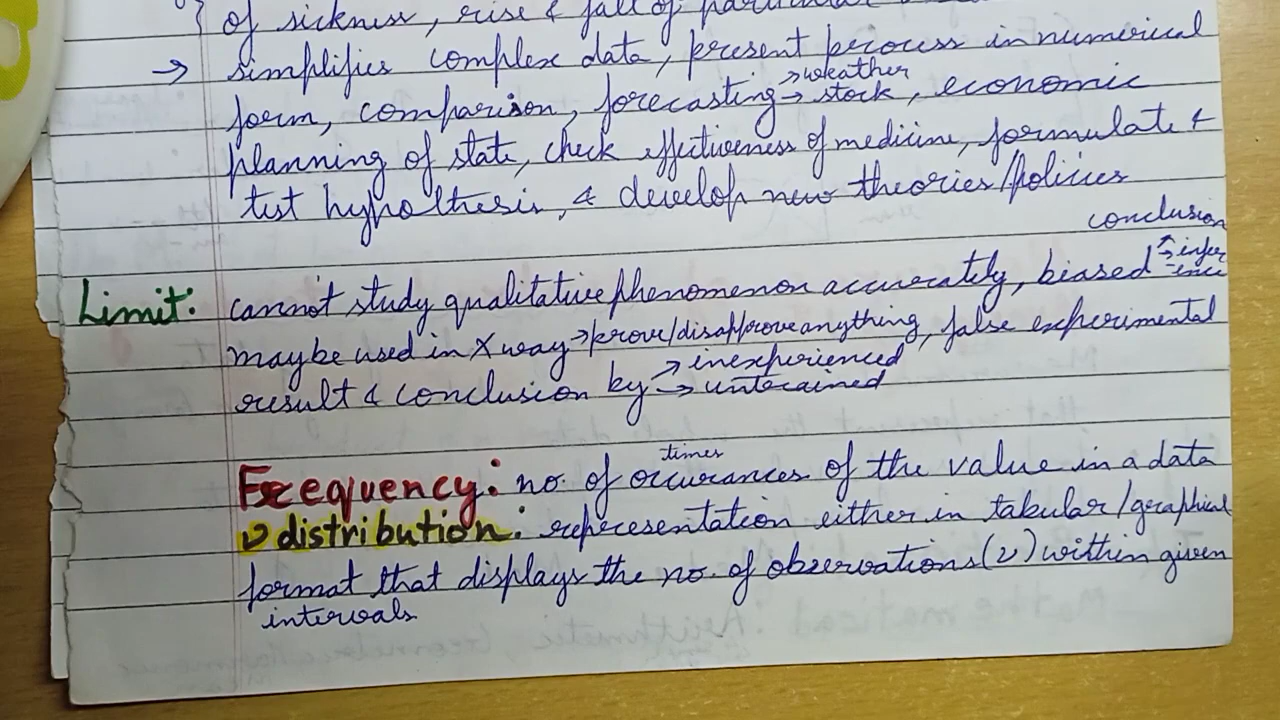 of sickness, rise & fall of particular
→ simplifies complex data, present process in numerical
→ weather
form, comparison, forecasting → stock, economic
planning of state, check effectiveness of medicine, formulate &
test hypothesis, & develop new theories/policies
conclusion
Limit: cannot study qualitative phenomenon accurately, biased → inference
may be used in X way → prove/disapprove anything, false experimental
result & conclusion by → inexperienced
→ untrained
times
Frequency: no. of occurances of the value in a data
ν distribution: representation either in tabular/graphical
format that displays the no. of observations (ν) within given
intervals